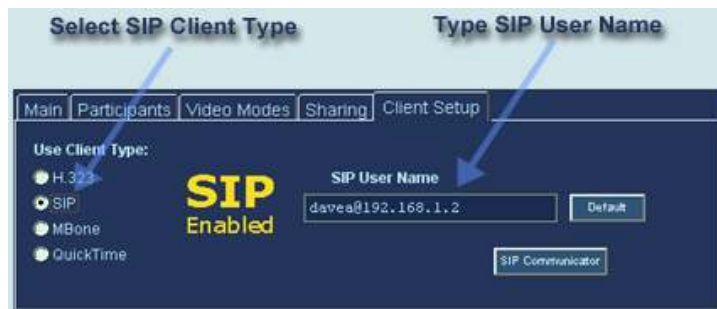 Select SIP Client Type
Type SIP User Name
Main Participants Video Modes Sharing Client Setup
Use Client Type:
H.323
SIP
MBone
QuickTime
SIP
Enabled
SIP User Name
davea@192.168.1.2
Default
SIP Communicator